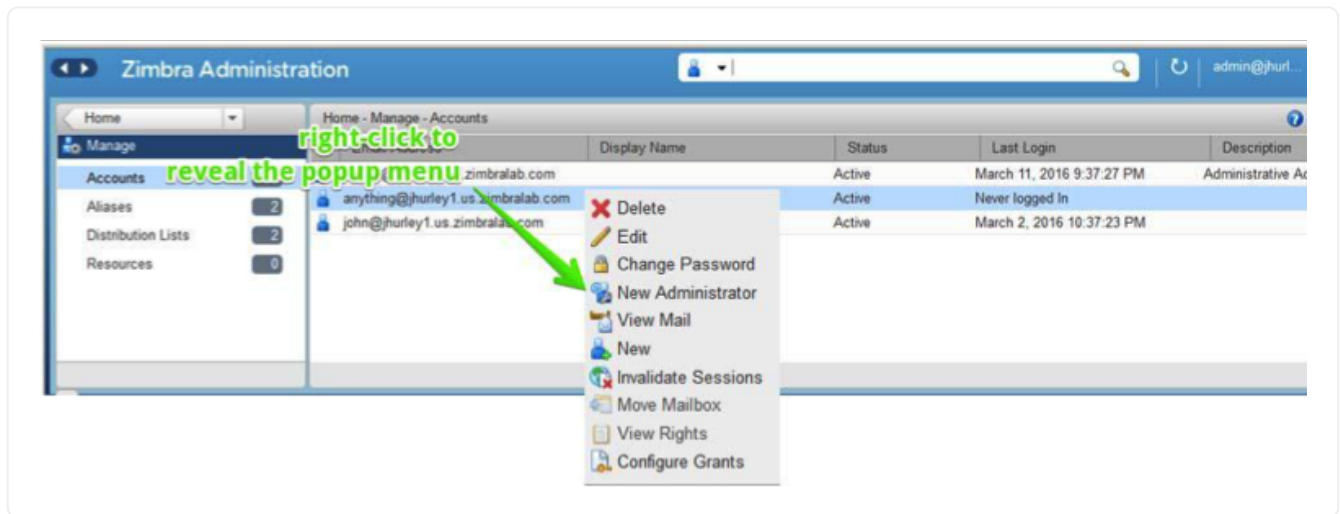 Zimbra Administration
admin@jhurl...
Home
Home - Manage - Accounts
Manage
right-click to
reveal the popup menu
Display Name
Status
Last Login
Description
Accounts
.zimbralab.com
Active
March 11, 2016 9:37:27 PM
Administrative Ac
Aliases
2
anything@jhurley1.us.zimbralab.com
Active
Never logged In
Distribution Lists
2
john@jhurley1.us.zimbralab.com
Active
March 2, 2016 10:37:23 PM
Resources
0
Delete
Edit
Change Password
New Administrator
View Mail
New
Invalidate Sessions
Move Mailbox
View Rights
Configure Grants